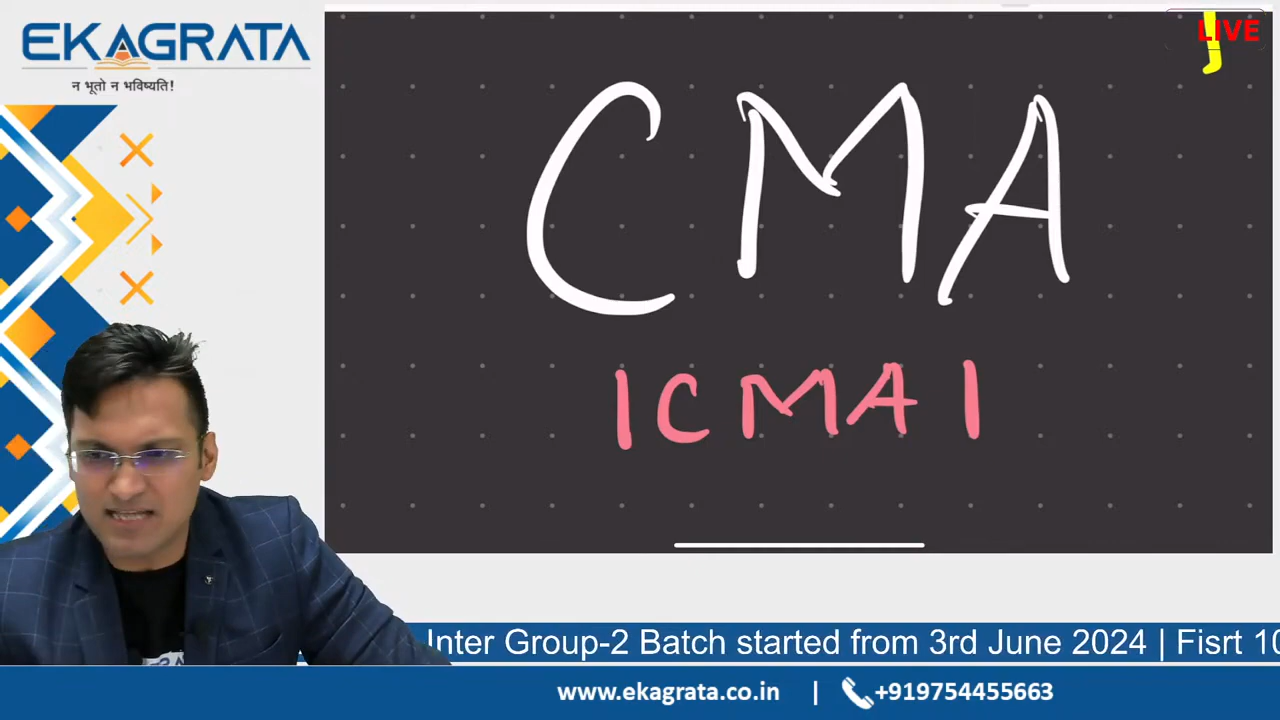 EKAGRATA
न भूतो न भविष्यति!
LIVE
CMA
ICMAI
Inter Group-2 Batch started from 3rd June 2024 | Fisrt 10
www.ekagrata.co.in | +919754455663